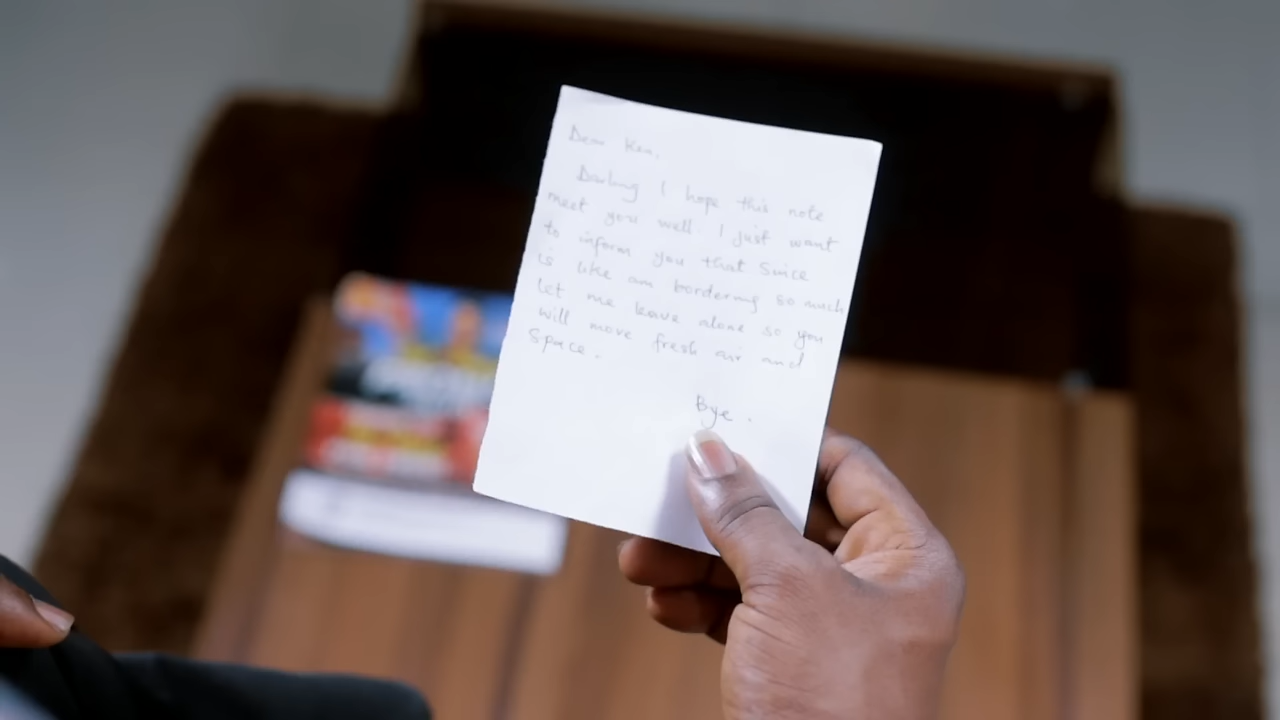 Dear Ken,
Darling I hope this note
meet you well I just want
to inform you that Since
is like am bordering so much
let me leave alone so you
will move fresh air and
Space.
Bye.